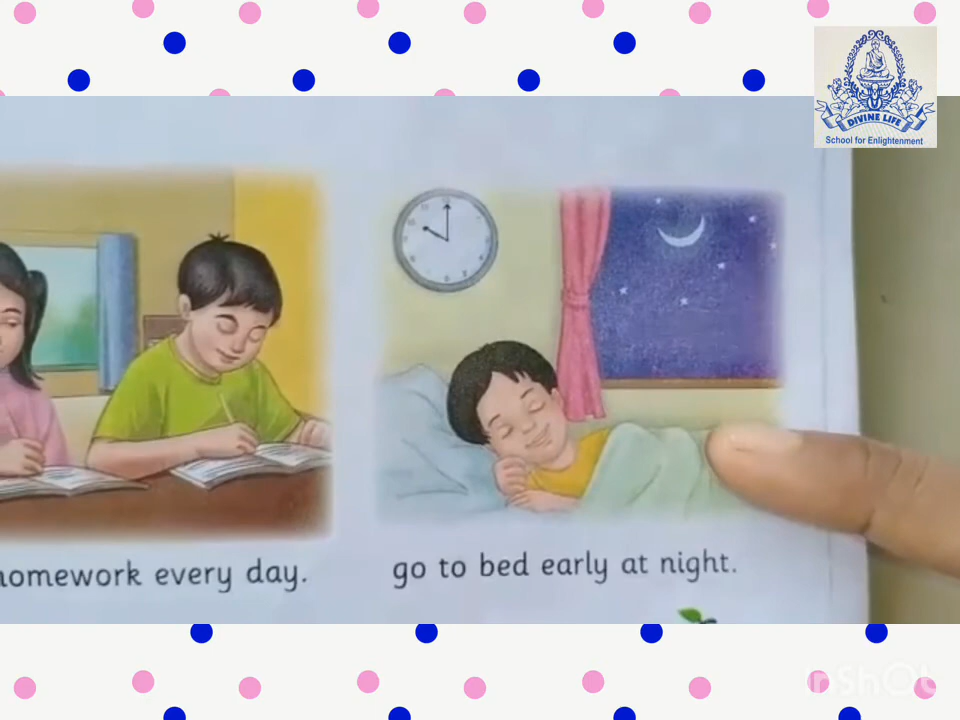 DIVINE LIFE
School for Enlightenment
homework every day.
go to bed early at night.
InShOt